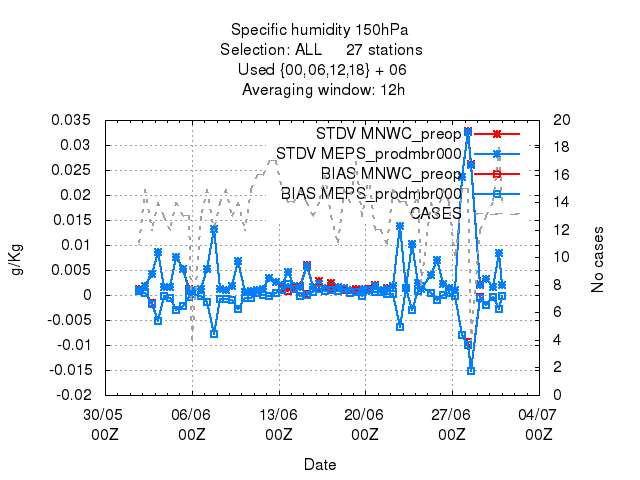 Specific humidity 150hPa
Selection: ALL 27 stations
Used {00,06,12,18} + 06
Averaging window: 12h
0.035 20
STDV MNWC_preop
0.03 18
STDV MEPS_prodmbr000
0.025 16
BIAS MNWC_preop
0.02 14
BIAS MEPS_prodmbr000
CASES
0.015 12
0.01 10
0.005 8
0 6
-0.005 4
-0.01 2
-0.015 0
-0.02
g/Kg
No cases
30/05 06/06 13/06 20/06 27/06 04/07
00Z 00Z 00Z 00Z 00Z 00Z
Date